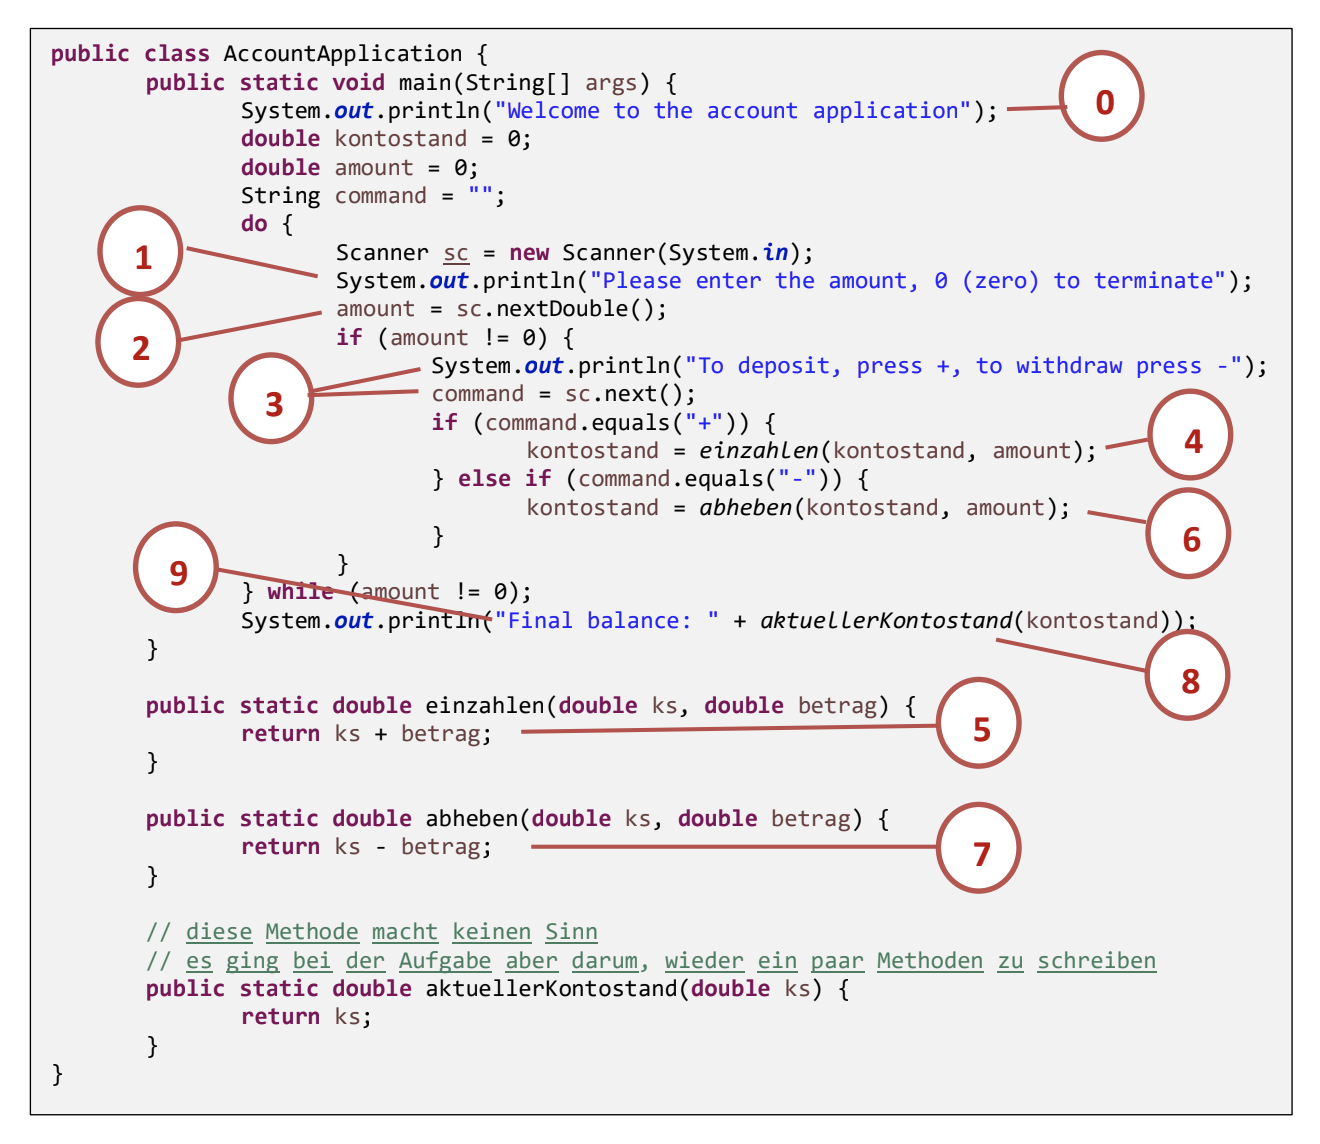 public class AccountApplication {
public static void main(String[] args) {
System.out.println("Welcome to the account application");
0
double kontostand = 0;
double amount = 0;
String command = "";
do {
Scanner sc = new Scanner(System.in);
1
System.out.println("Please enter the amount, 0 (zero) to terminate");
amount = sc.nextDouble();
2
if (amount != 0) {
System.out.println("To deposit, press +, to withdraw press -");
3
command = sc.next();
if (command.equals("+")) {
kontostand = einzahlen(kontostand, amount);
4
} else if (command.equals("-")) {
kontostand = abheben(kontostand, amount);
6
}
}
9
} while (amount != 0);
System.out.println("Final balance: " + aktuellerKontostand(kontostand));
}
8
public static double einzahlen(double ks, double betrag) {
return ks + betrag;
5
}
public static double abheben(double ks, double betrag) {
return ks - betrag;
7
}
// diese Methode macht keinen Sinn
// es ging bei der Aufgabe aber darum, wieder ein paar Methoden zu schreiben
public static double aktuellerKontostand(double ks) {
return ks;
}
}